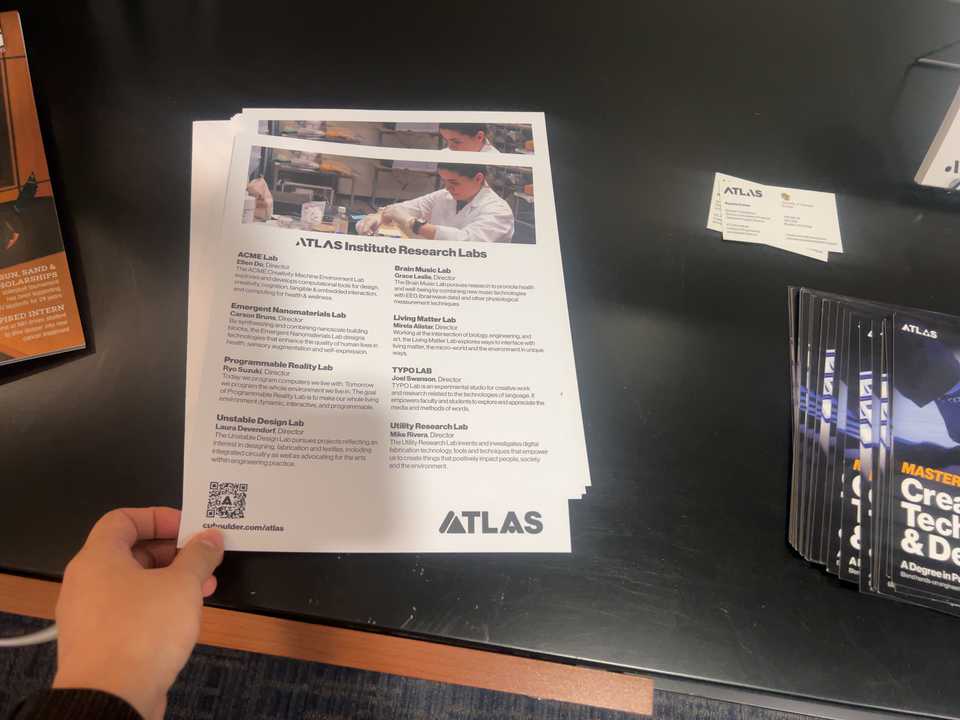 ATLAS Institute Research Labs
ACME Lab
Ellen Do, Director
The ACME Creativity Machine Environment Lab
explores and develops computational tools for design,
creativity, cognition, tangible & embedded interaction,
and computing for health & wellness.
Emergent Nanomaterials Lab
Carson Bruns, Director
By synthesizing and combining nanoscale building
blocks, the Emergent Nanomaterials Lab designs
technologies that enhance the quality of human lives in
health, sensory augmentation and self-expression.
Programmable Reality Lab
Ryo Suzuki, Director
Today we program computers we live with. Tomorrow
we program the whole environment we live in. The goal
of Programmable Reality Lab is to make our whole living
environment dynamic, interactive, and programmable.
Unstable Design Lab
Laura Devendorf, Director
The Unstable Design Lab pursues projects reflecting an
interest in designing, fabrication and textiles, including
integrated circuitry as well as advocating for the arts
within engineering practice.
Brain Music Lab
Grace Leslie, Director
The Brain Music Lab pursues research to promote health
and well-being by combining new music technologies
with EEG (brainwave data) and other physiological
measurement techniques
Living Matter Lab
Mirela Alistar, Director
Working at the intersection of biology, engineering, and
art, the Living Matter Lab explores ways to interface with
living matter, the micro-world and the environment in unique
ways.
TYPO LAB
Joel Swanson, Director
TYPO Lab is an experimental studio for creative work
and research related to the technologies of language. It
empowers faculty and students to explore and appreciate the
media and methods of words.
Utility Research Lab
Mike Rivera, Director
The Utility Research Lab invents and investigates digital
fabrication technology, tools and techniques that empower
us to create things that positively impact people, society
and the environment.
cuboulder.com/atlas
ATLAS
ATLAS
ATLAS
MASTER
Crea
Tech
& De
A Degree in
Blend hands-on
SUN, SAND &